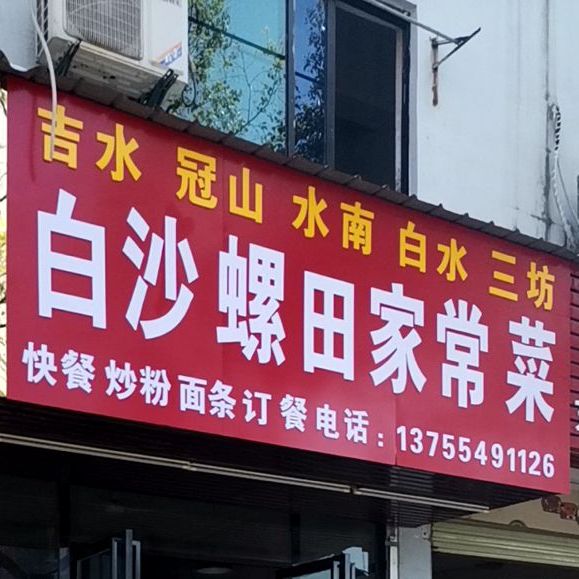 吉水 冠山 水南 白水 三坊
白沙螺田家常菜
快餐 炒粉 面条 订餐电话：13755491126